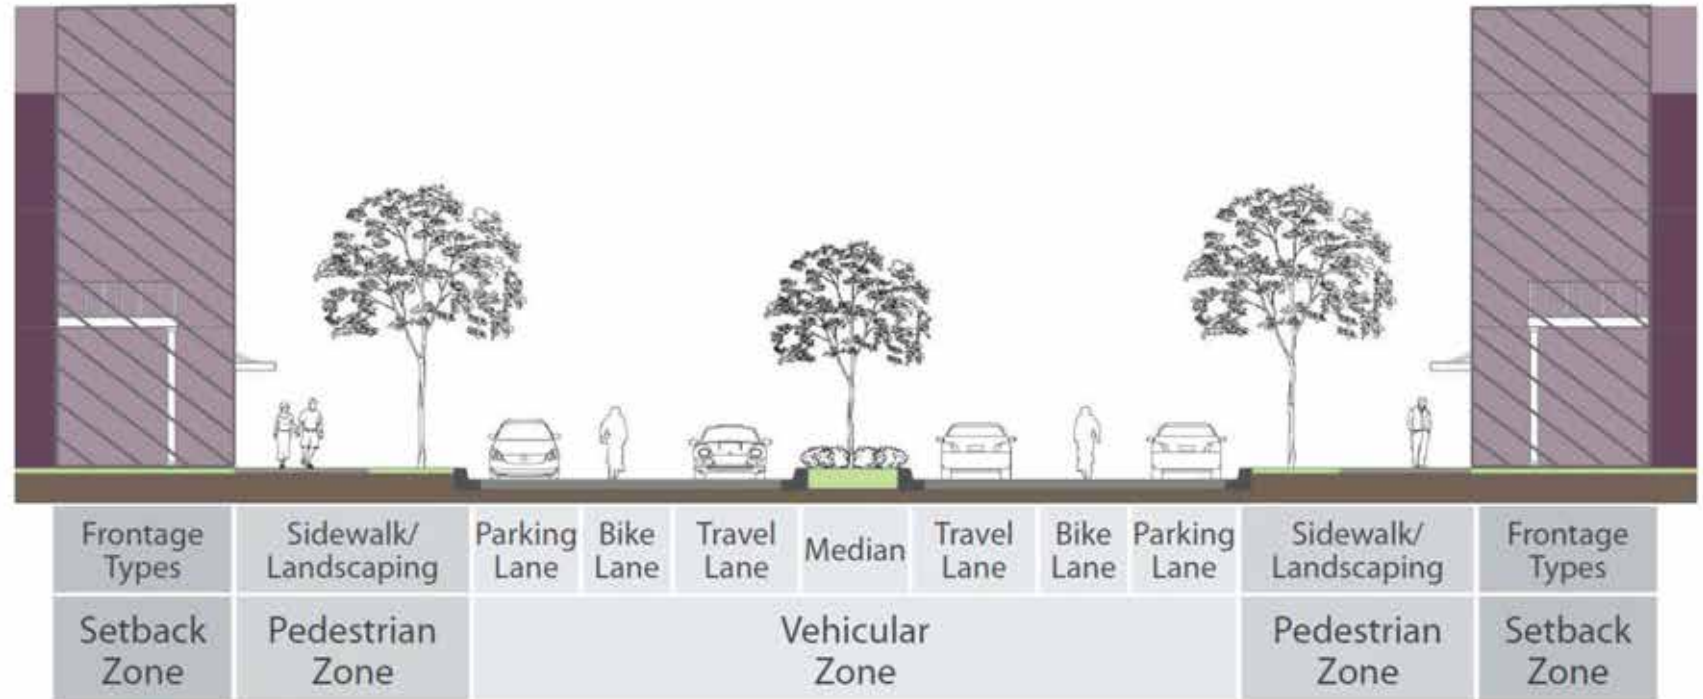 Frontage Types
Sidewalk/ Landscaping
Parking Lane
Bike Lane
Travel Lane
Median
Travel Lane
Bike Lane
Parking Lane
Sidewalk/ Landscaping
Frontage Types
Setback Zone
Pedestrian Zone
Vehicular Zone
Pedestrian Zone
Setback Zone